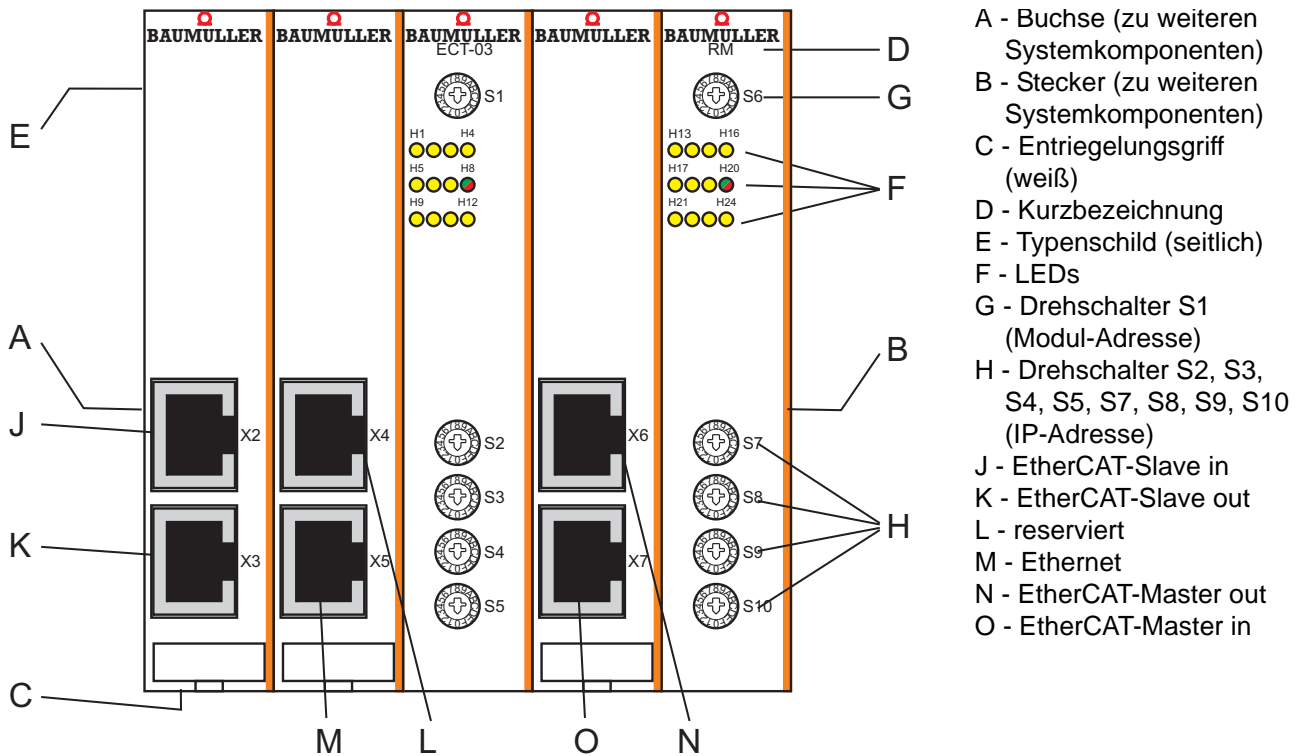 BAUMÜLLER BAUMÜLLER BAUMÜLLER BAUMÜLLER BAUMÜLLER
ECT-03
RM
D
S1
S6
G
E
H1 H4
H13 H16
H5 H8
H17 H20
F
H9 H12
H21 H24
A
B
J
X2
X4
S2
X6
S7
S3
S8
K
X3
X5
S4
X7
S9
H
S5
S10
C
M
L
O
N
A - Buchse (zu weiteren
Systemkomponenten)
B - Stecker (zu weiteren
Systemkomponenten)
C - Entriegelungsgriff
(weiß)
D - Kurzbezeichnung
E - Typenschild (seitlich)
F - LEDs
G - Drehschalter S1
(Modul-Adresse)
H - Drehschalter S2, S3,
S4, S5, S7, S8, S9, S10
(IP-Adresse)
J - EtherCAT-Slave in
K - EtherCAT-Slave out
L - reserviert
M - Ethernet
N - EtherCAT-Master out
O - EtherCAT-Master in